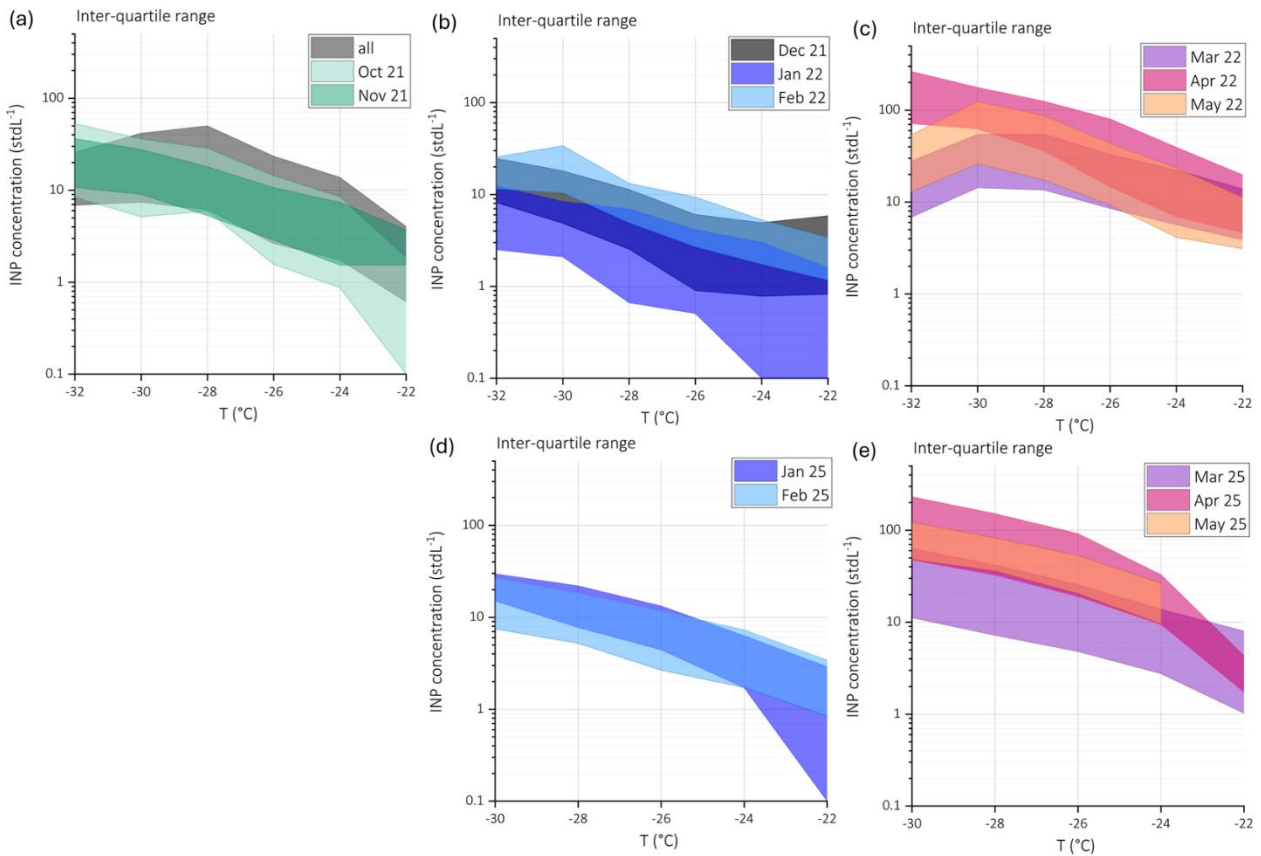 (a)
Inter-quartile range
all
Oct 21
Nov 21
INP concentration (stdL⁻¹)
100
10
1
0.1
-32
-30
-28
-26
-24
-22
T (°C)
(b)
Inter-quartile range
Dec 21
Jan 22
Feb 22
INP concentration (stdL⁻¹)
100
10
1
0.1
-32
-30
-28
-26
-24
-22
T (°C)
(c)
Inter-quartile range
Mar 22
Apr 22
May 22
INP concentration (stdL⁻¹)
100
10
1
0.1
-32
-30
-28
-26
-24
-22
T (°C)
(d)
Inter-quartile range
Jan 25
Feb 25
INP concentration (stdL⁻¹)
100
10
1
0.1
-30
-28
-26
-24
-22
T (°C)
(e)
Inter-quartile range
Mar 25
Apr 25
May 25
INP concentration (stdL⁻¹)
100
10
1
0.1
-30
-28
-26
-24
-22
T (°C)